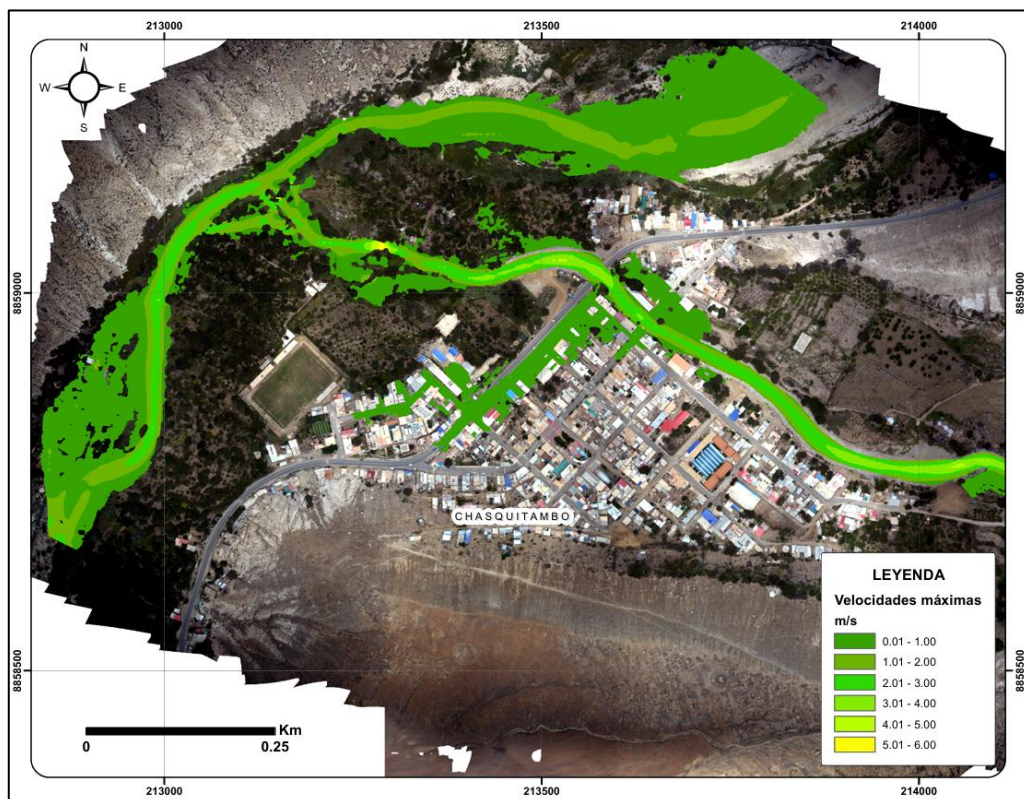 213000
213500
214000
N
W
E
S
8859000
8859000
CHASQUITAMBO
LEYENDA
Velocidades máximas
m/s
0.01 - 1.00
1.01 - 2.00
2.01 - 3.00
3.01 - 4.00
4.01 - 5.00
5.01 - 6.00
8858500
8858500
Km
0
0.25
213000
213500
214000